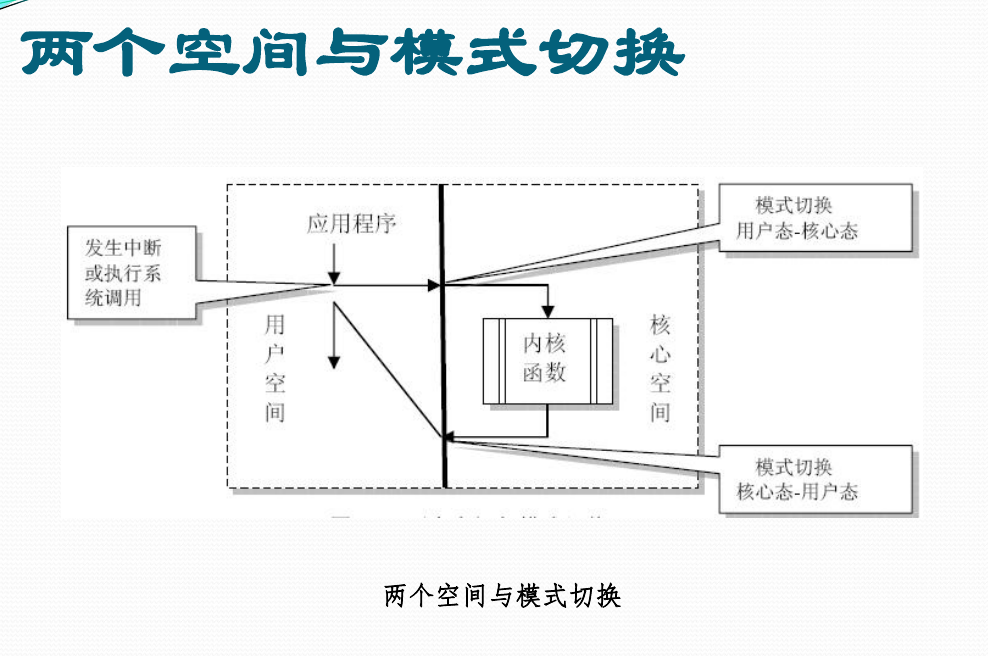 两个空间与模式切换
应用程序
发生中断
或执行系
统调用
模式切换
用户态-核心态
用户空间
内核
函数
核心空间
模式切换
核心态-用户态
两个空间与模式切换